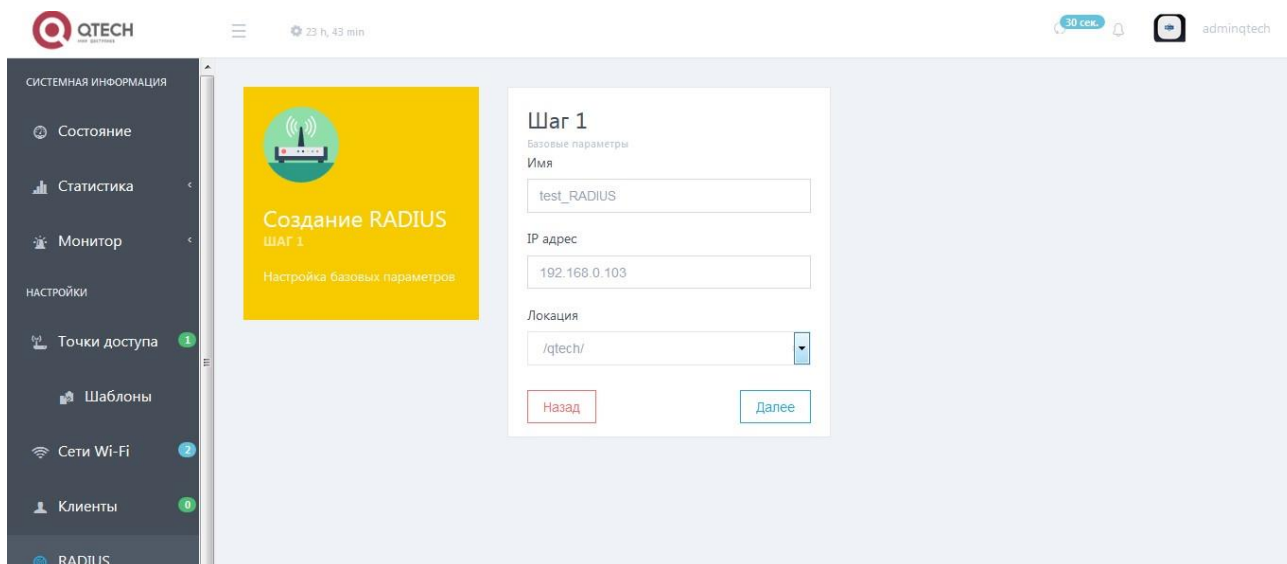 QTECH
23 h, 43 min
30 сек.
adminqtech
СИСТЕМНАЯ ИНФОРМАЦИЯ
Состояние
Статистика
Монитор
НАСТРОЙКИ
Точки доступа 1
Шаблоны
Сети Wi-Fi 2
Клиенты 0
RADIUS
Создание RADIUS
ШАГ 1
Настройка базовых параметров
Шаг 1
Базовые параметры
Имя
test_RADIUS
IP адрес
192.168.0.103
Локация
/qtech/
Назад
Далее